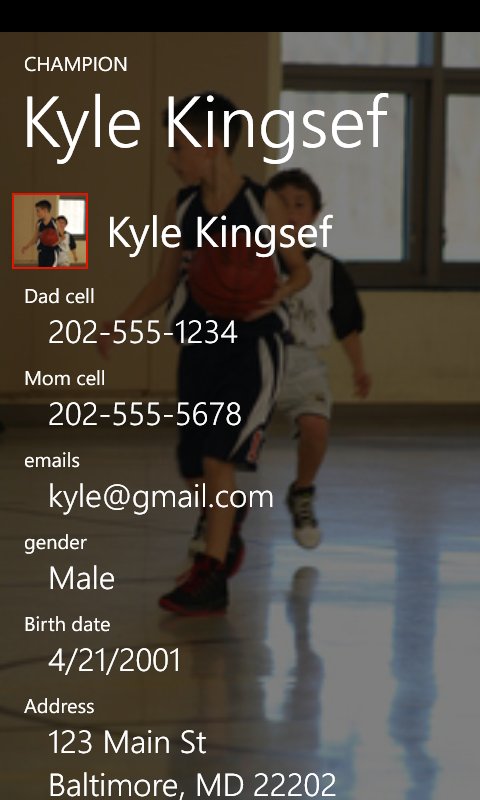 CHAMPION
Kyle Kingsef
Kyle Kingsef
Dad cell
202-555-1234
Mom cell
202-555-5678
emails
kyle@gmail.com
gender
Male
Birth date
4/21/2001
Address
123 Main St
Baltimore, MD 22202